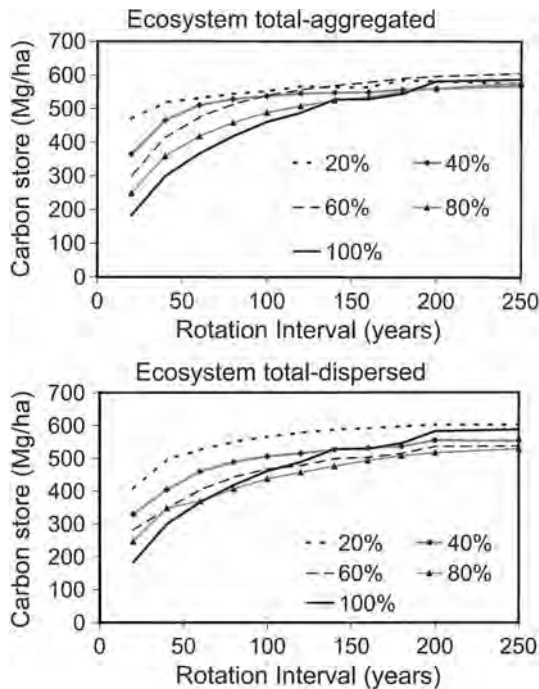 Ecosystem total-aggregated
Carbon store (Mg/ha)
700
600
500
400
300
200
100
0
20% 40%
60% 80%
100%
0 50 100 150 200 250
Rotation Interval (years)
Ecosystem total-dispersed
Carbon store (Mg/ha)
700
600
500
400
300
200
100
0
20% 40%
60% 80%
100%
0 50 100 150 200 250
Rotation Interval (years)